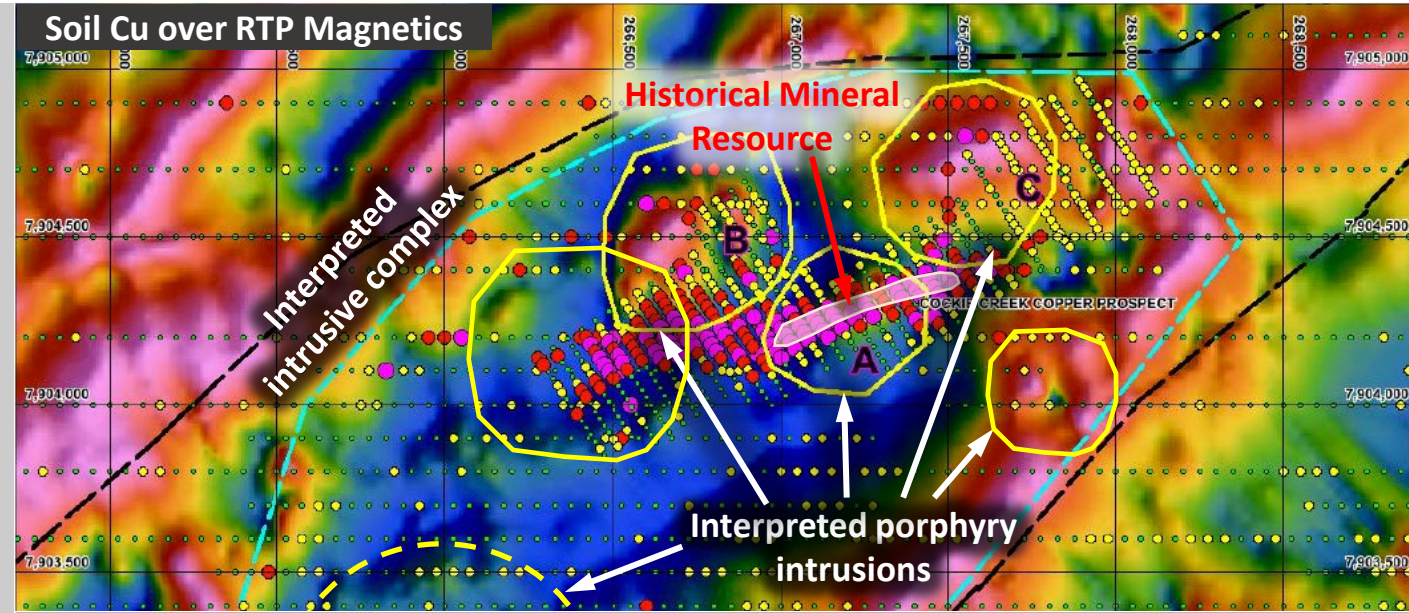 Soil Cu over RTP Magnetics
266,500
267,000
267,500
268,000
268,500
7,905,000
7,905,000
Historical Mineral
Resource
Interpreted
intrusive complex
B
C
7,904,500
7,904,500
COCKIE CREEK COPPER PROSPECT
A
7,904,000
7,904,000
Interpreted porphyry
intrusions
7,903,500
7,903,500